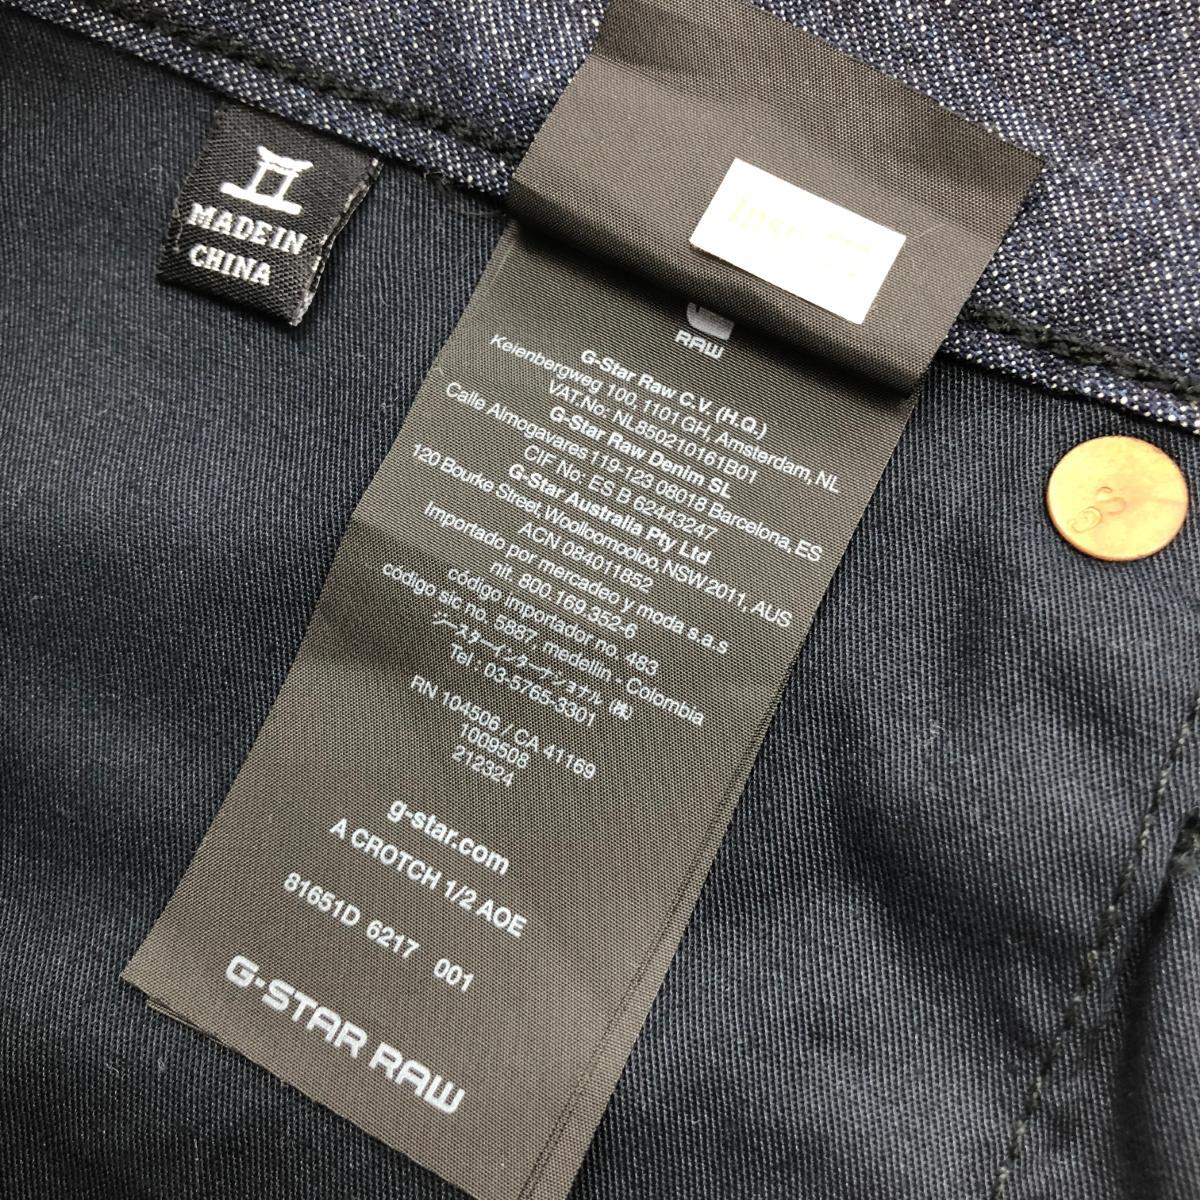 MADE IN
CHINA
RAW
G-Star Raw C.V. (H.Q.)
Keienbergweg 100, 1101 GH, Amsterdam, NL
VAT.No: NL850210161B01
G-Star Raw Denim SL
Calle Almogavares 119-123 08018 Barcelona, ES
CIF No: ES B 62443247
G-Star Australia Pty Ltd
120 Bourke Street, Woolloomooloo, NSW2011, AUS
ACN 084011852
Importado por mercadeo y moda s.a.s
nit. 800.169.352-6
código importador no. 483
código sic no. 5887, medellin - Colombia
ジースターインターナショナル (株)
Tel : 03-5765-3301
RN 104506 / CA 41169
1009508
212324
g-star.com
A CROTCH 1/2 AOE
81651D 6217 001
G-STAR RAW